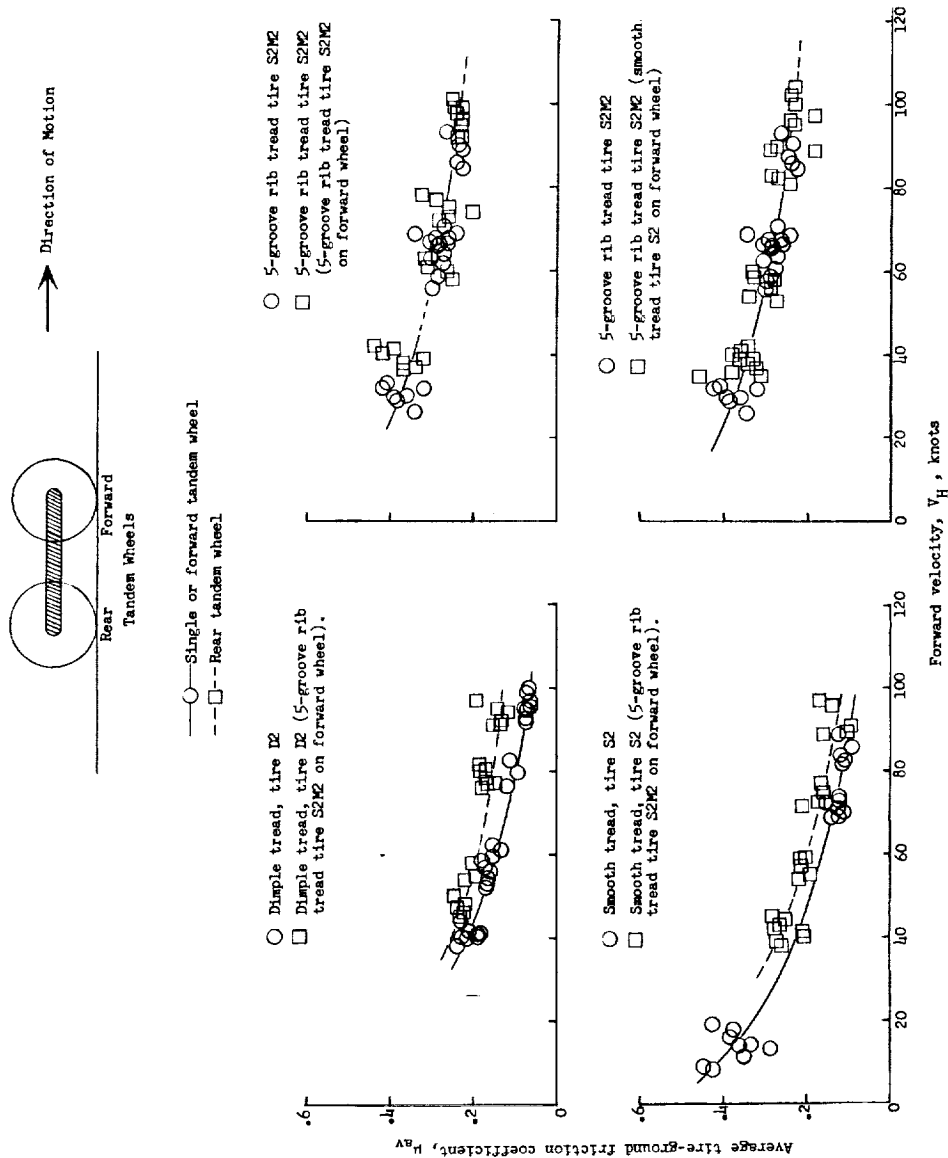 Direction of Motion
Rear
Forward
Tandem Wheels
Single or forward tandem wheel
Rear tandem wheel
Dimple tread, tire D2
Dimple tread, tire D2 (5-groove rib
tread tire S2M2 on forward wheel).
5-groove rib tread tire S2M2
5-groove rib tread tire S2M2
(5-groove rib tread tire S2M2
on forward wheel)
.6
.4
.2
0
Smooth tread, tire S2
Smooth tread, tire S2 (5-groove rib
tread tire S2M2 on forward wheel).
5-groove rib tread tire S2M2
5-groove rib tread tire S2M2 (smooth
tread tire S2 on forward wheel)
.6
.4
.2
0
20
40
60
80
100
120
0
20
40
60
80
100
120
Average tire-ground friction coefficient, μav
Forward velocity, VH , knots